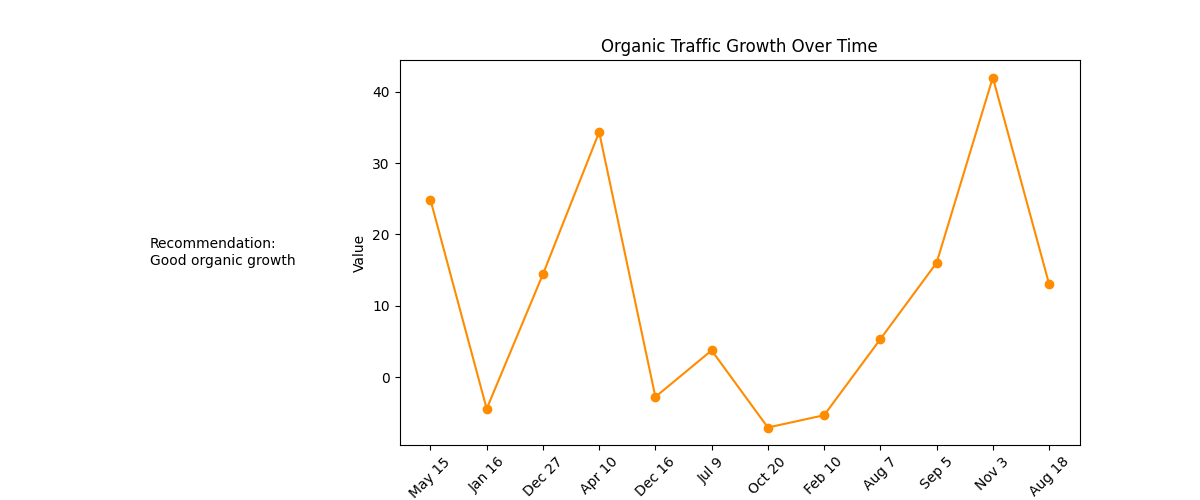 Organic Traffic Growth Over Time
Recommendation:
Good organic growth
Value
40
30
20
10
0
May 15
Jan 16
Dec 27
Apr 10
Dec 16
Jul 9
Oct 20
Feb 10
Aug 7
Sep 5
Nov 3
Aug 18